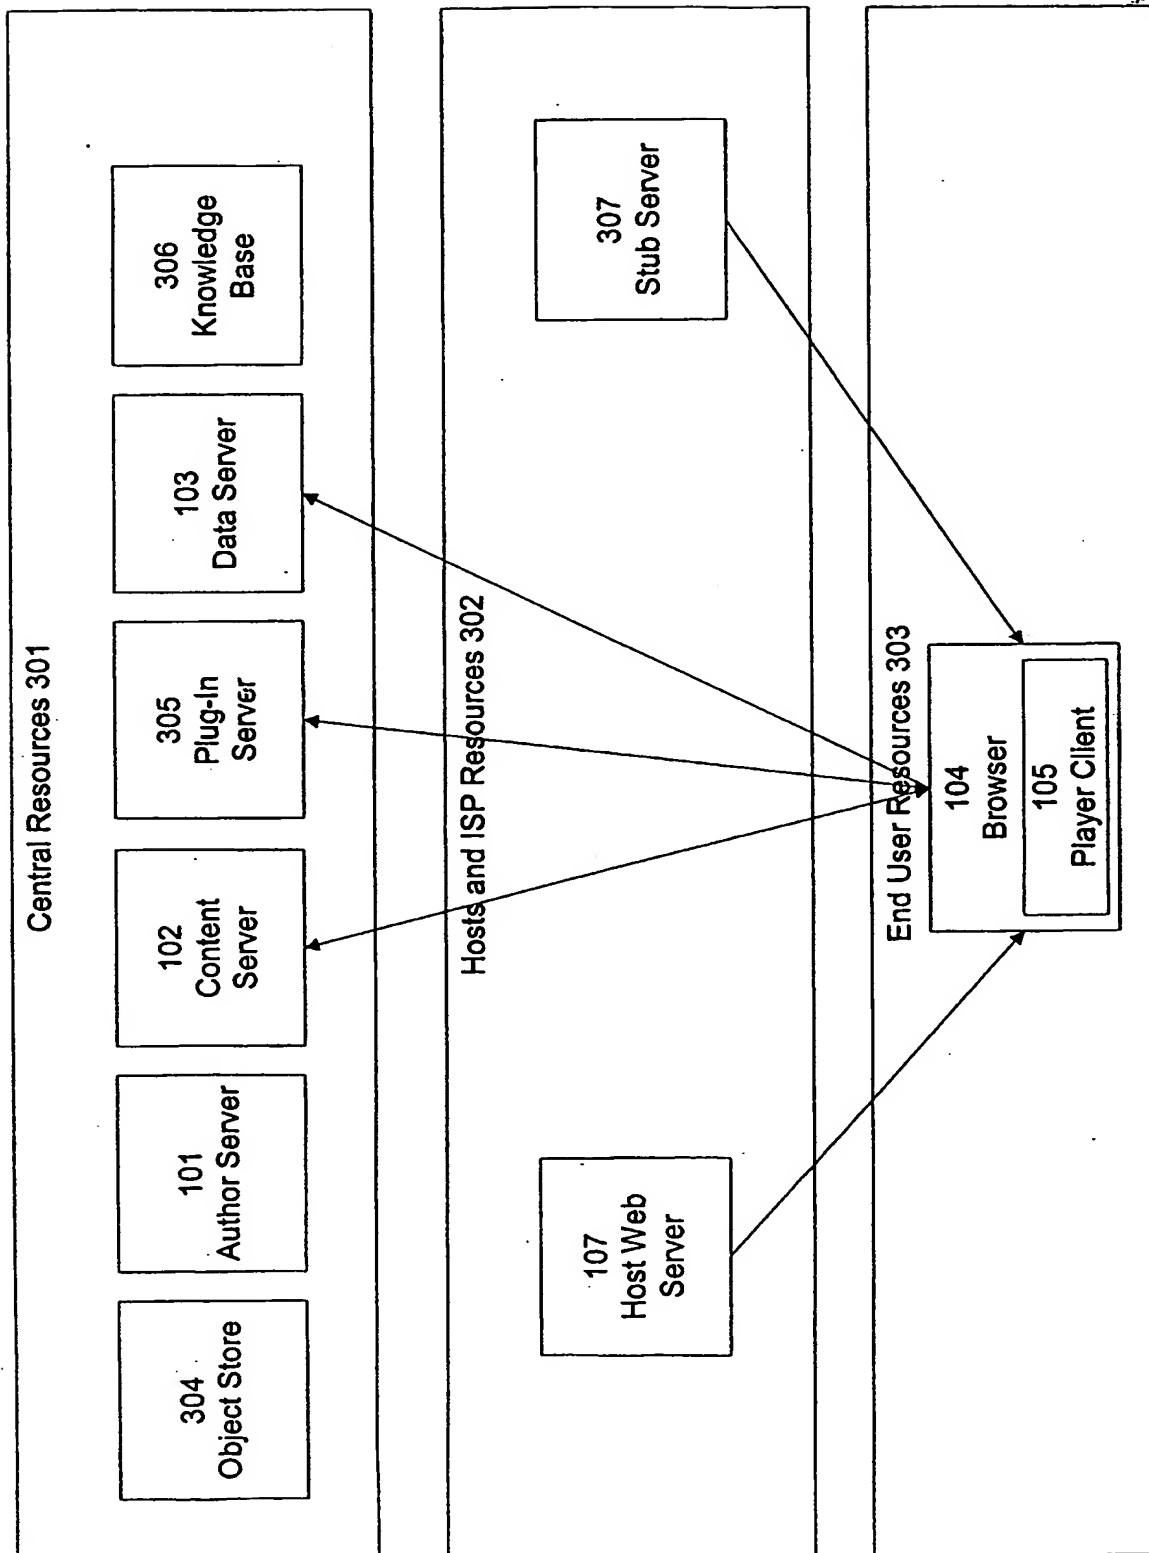 Central Resources 301
304
Object Store
101
Author Server
102
Content
Server
305
Plug-In
Server
103
Data Server
306
Knowledge
Base
Hosts and ISP Resources 302
107
Host Web
Server
307
Stub Server
End User Resources 303
104
Browser
105
Player Client